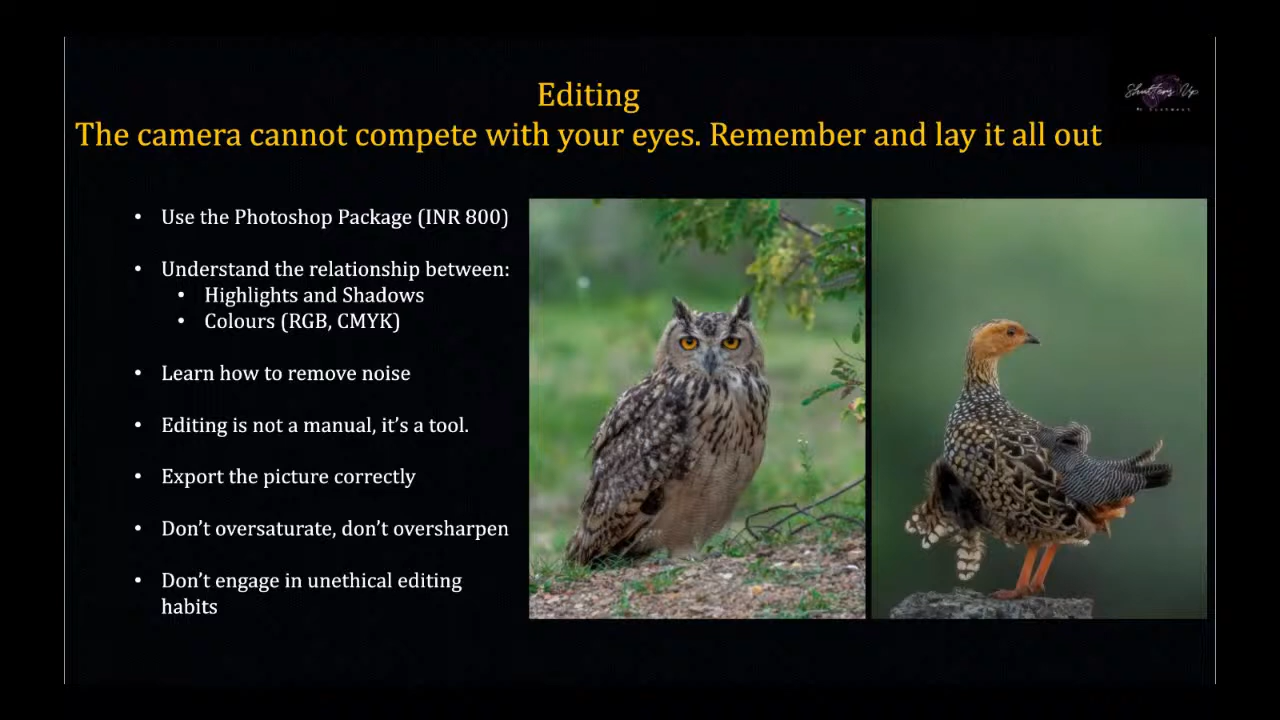 Editing
The camera cannot compete with your eyes. Remember and lay it all out
Shutters Up
• Use the Photoshop Package (INR 800)
• Understand the relationship between:
• Highlights and Shadows
• Colours (RGB, CMYK)
• Learn how to remove noise
• Editing is not a manual, it’s a tool.
• Export the picture correctly
• Don’t oversaturate, don’t oversharpen
• Don’t engage in unethical editing
habits